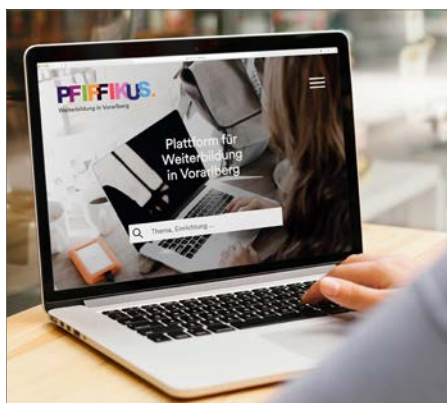 PFIFFIKUS.
Weiterbildung in Vorarlberg
Plattform für
Weiterbildung
in Vorarlberg
Thema, Einrichtung ...